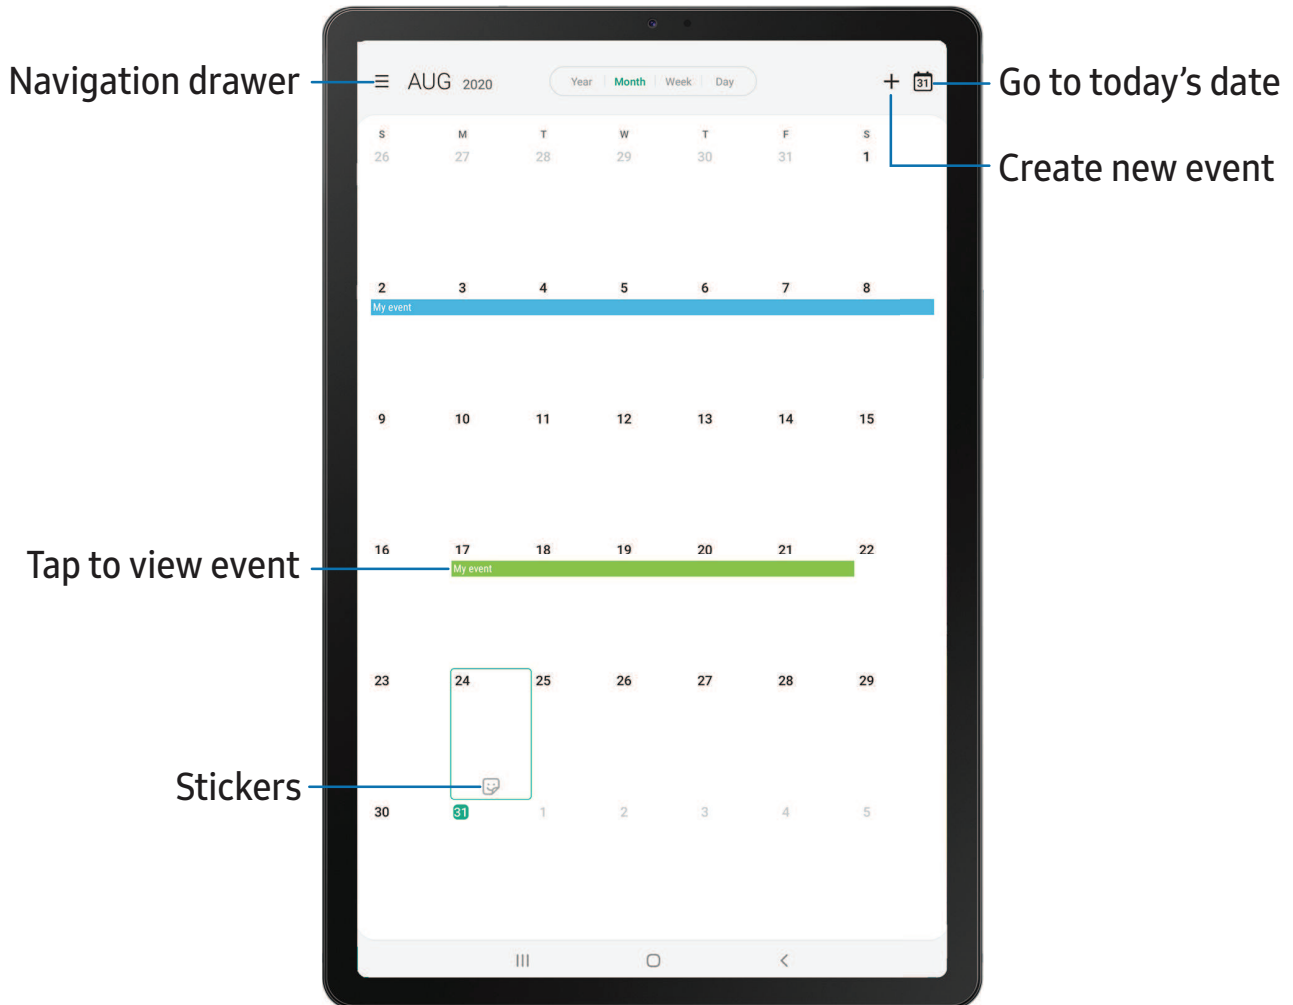 Navigation drawer
AUG 2020
Year Month Week Day
31
Go to today's date
Create new event
S M T W T F S
26 27 28 29 30 31 1
2 3 4 5 6 7 8
My event
9 10 11 12 13 14 15
16 17 18 19 20 21 22
Tap to view event
My event
23 24 25 26 27 28 29
Stickers
30 31 1 2 3 4 5